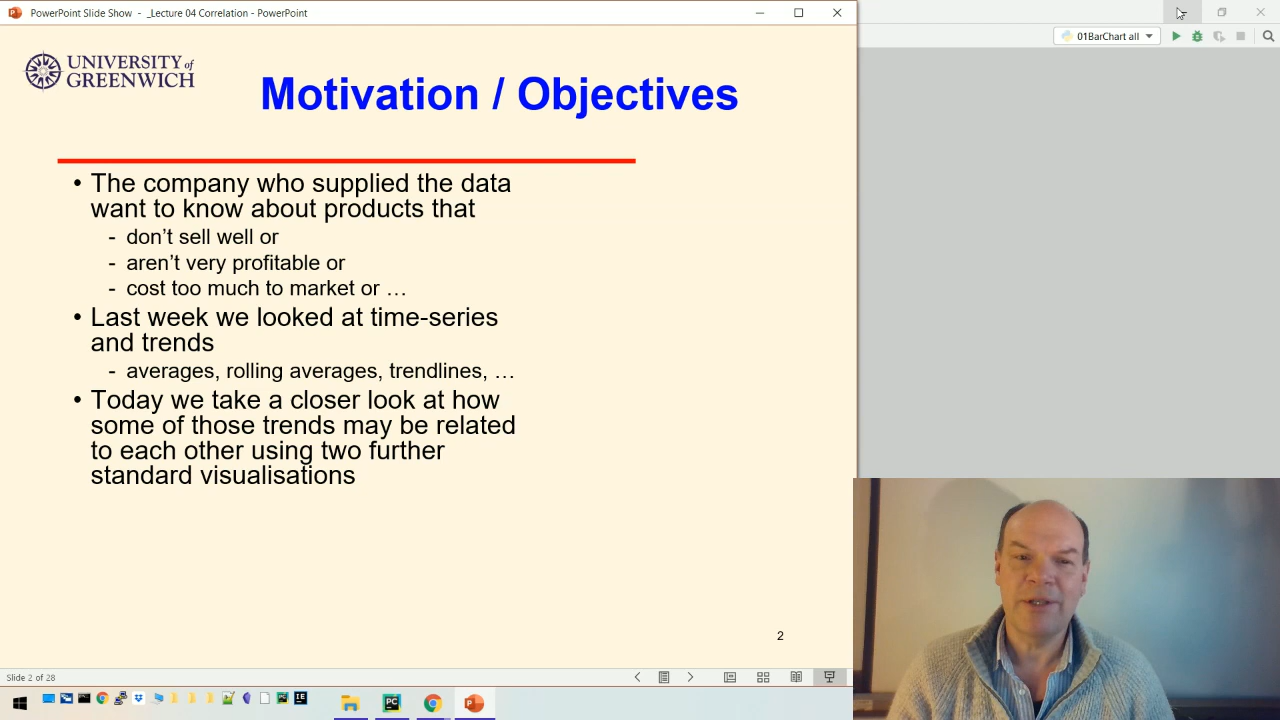 PowerPoint Slide Show - _Lecture 04 Correlation - PowerPoint
01BarChart all
UNIVERSITY of
GREENWICH
Motivation / Objectives
• The company who supplied the data
want to know about products that
- don't sell well or
- aren't very profitable or
- cost too much to market or …
• Last week we looked at time-series
and trends
- averages, rolling averages, trendlines, …
• Today we take a closer look at how
some of those trends may be related
to each other using two further
standard visualisations
2
Slide 2 of 28